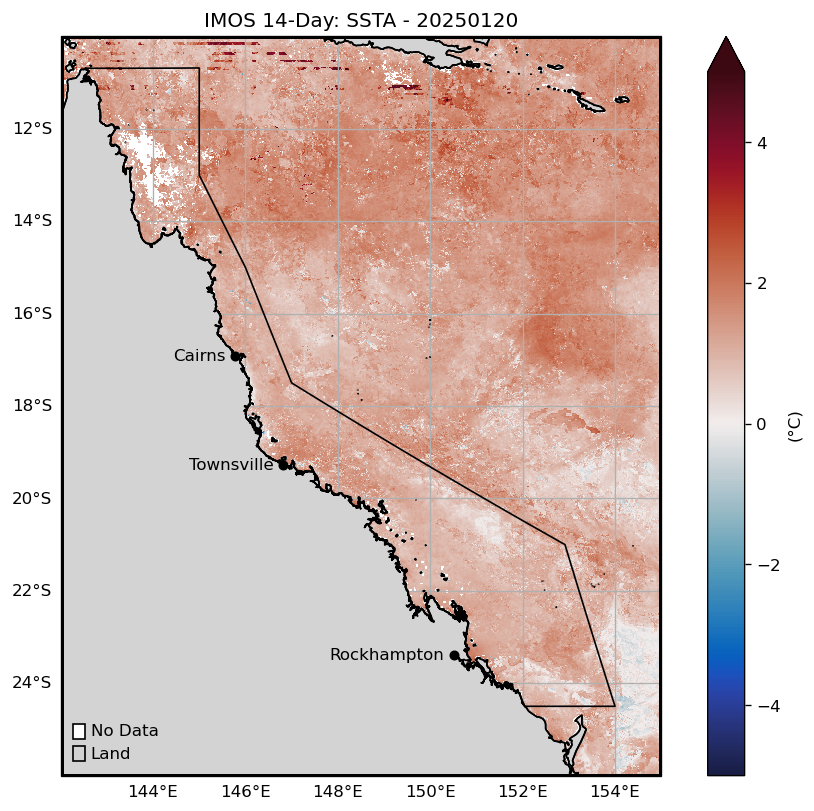 IMOS 14-Day: SSTA - 20250120
12°S
14°S
16°S
18°S
20°S
22°S
24°S
Cairns
Townsville
Rockhampton
No Data
Land
144°E 146°E 148°E 150°E 152°E 154°E
4
2
0
−2
−4
(°C)